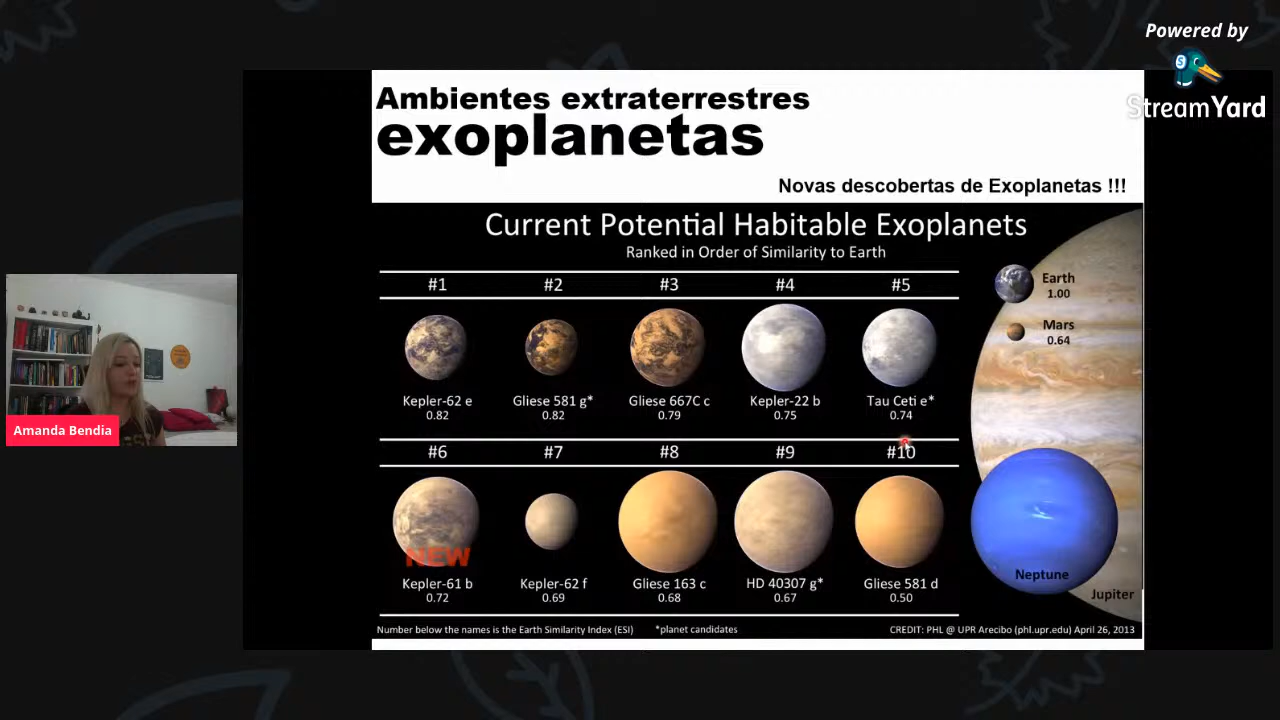 Powered by
StreamYard
Ambientes extraterrestres
exoplanetas
Novas descobertas de Exoplanetas !!!
Current Potential Habitable Exoplanets
Ranked in Order of Similarity to Earth
#1 #2 #3 #4 #5
Kepler-62 e Gliese 581 g* Gliese 667C c Kepler-22 b Tau Ceti e*
0.82 0.82 0.79 0.75 0.74
Earth
1.00
Mars
0.64
#6 #7 #8 #9 #10
NEW
Kepler-61 b Kepler-62 f Gliese 163 c HD 40307 g* Gliese 581 d
0.72 0.69 0.68 0.67 0.50
Neptune
Jupiter
Number below the names is the Earth Similarity Index (ESI) *planet candidates CREDIT: PHL @ UPR Arecibo (phl.upr.edu) April 26, 2013
Amanda Bendia